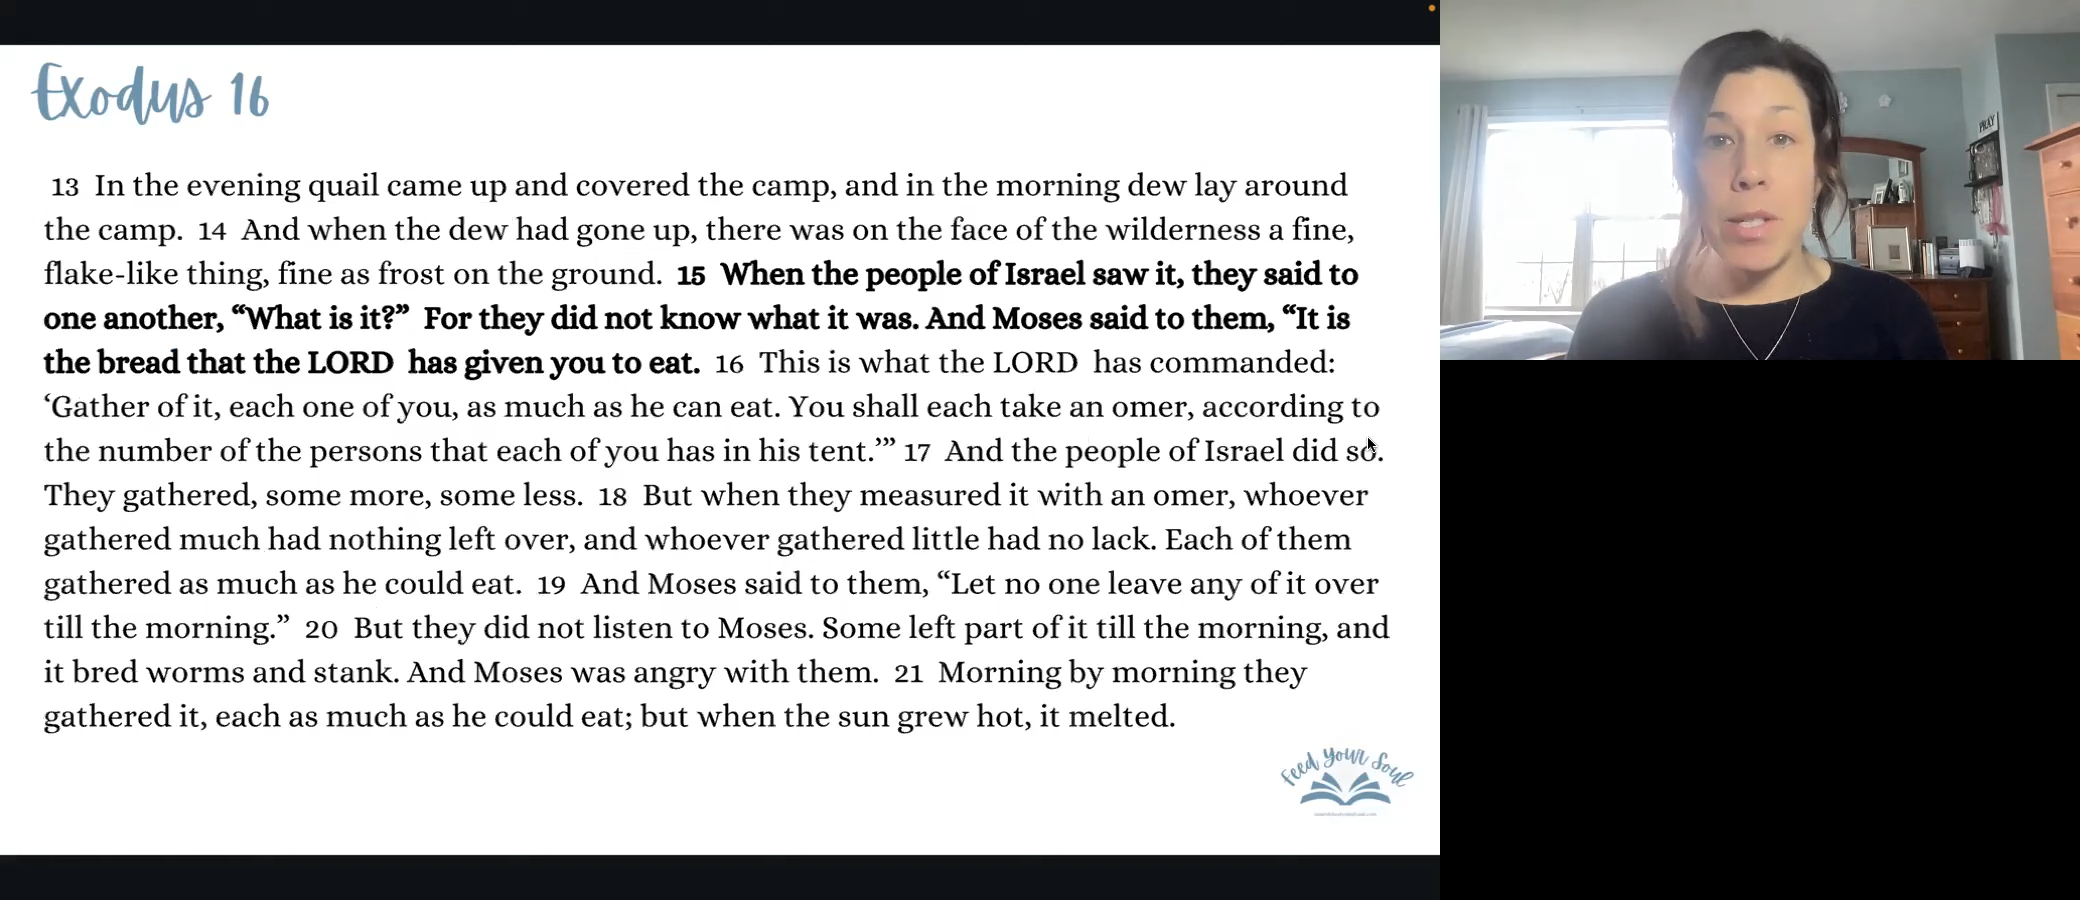 Exodus 16
13 In the evening quail came up and covered the camp, and in the morning dew lay around
the camp. 14 And when the dew had gone up, there was on the face of the wilderness a fine,
flake-like thing, fine as frost on the ground. 15 When the people of Israel saw it, they said to
one another, “What is it?” For they did not know what it was. And Moses said to them, “It is
the bread that the LORD has given you to eat. 16 This is what the LORD has commanded:
‘Gather of it, each one of you, as much as he can eat. You shall each take an omer, according to
the number of the persons that each of you has in his tent.’” 17 And the people of Israel did so.
They gathered, some more, some less. 18 But when they measured it with an omer, whoever
gathered much had nothing left over, and whoever gathered little had no lack. Each of them
gathered as much as he could eat. 19 And Moses said to them, “Let no one leave any of it over
till the morning.” 20 But they did not listen to Moses. Some left part of it till the morning, and
it bred worms and stank. And Moses was angry with them. 21 Morning by morning they
gathered it, each as much as he could eat; but when the sun grew hot, it melted.
Feed Your Soul
PRAY